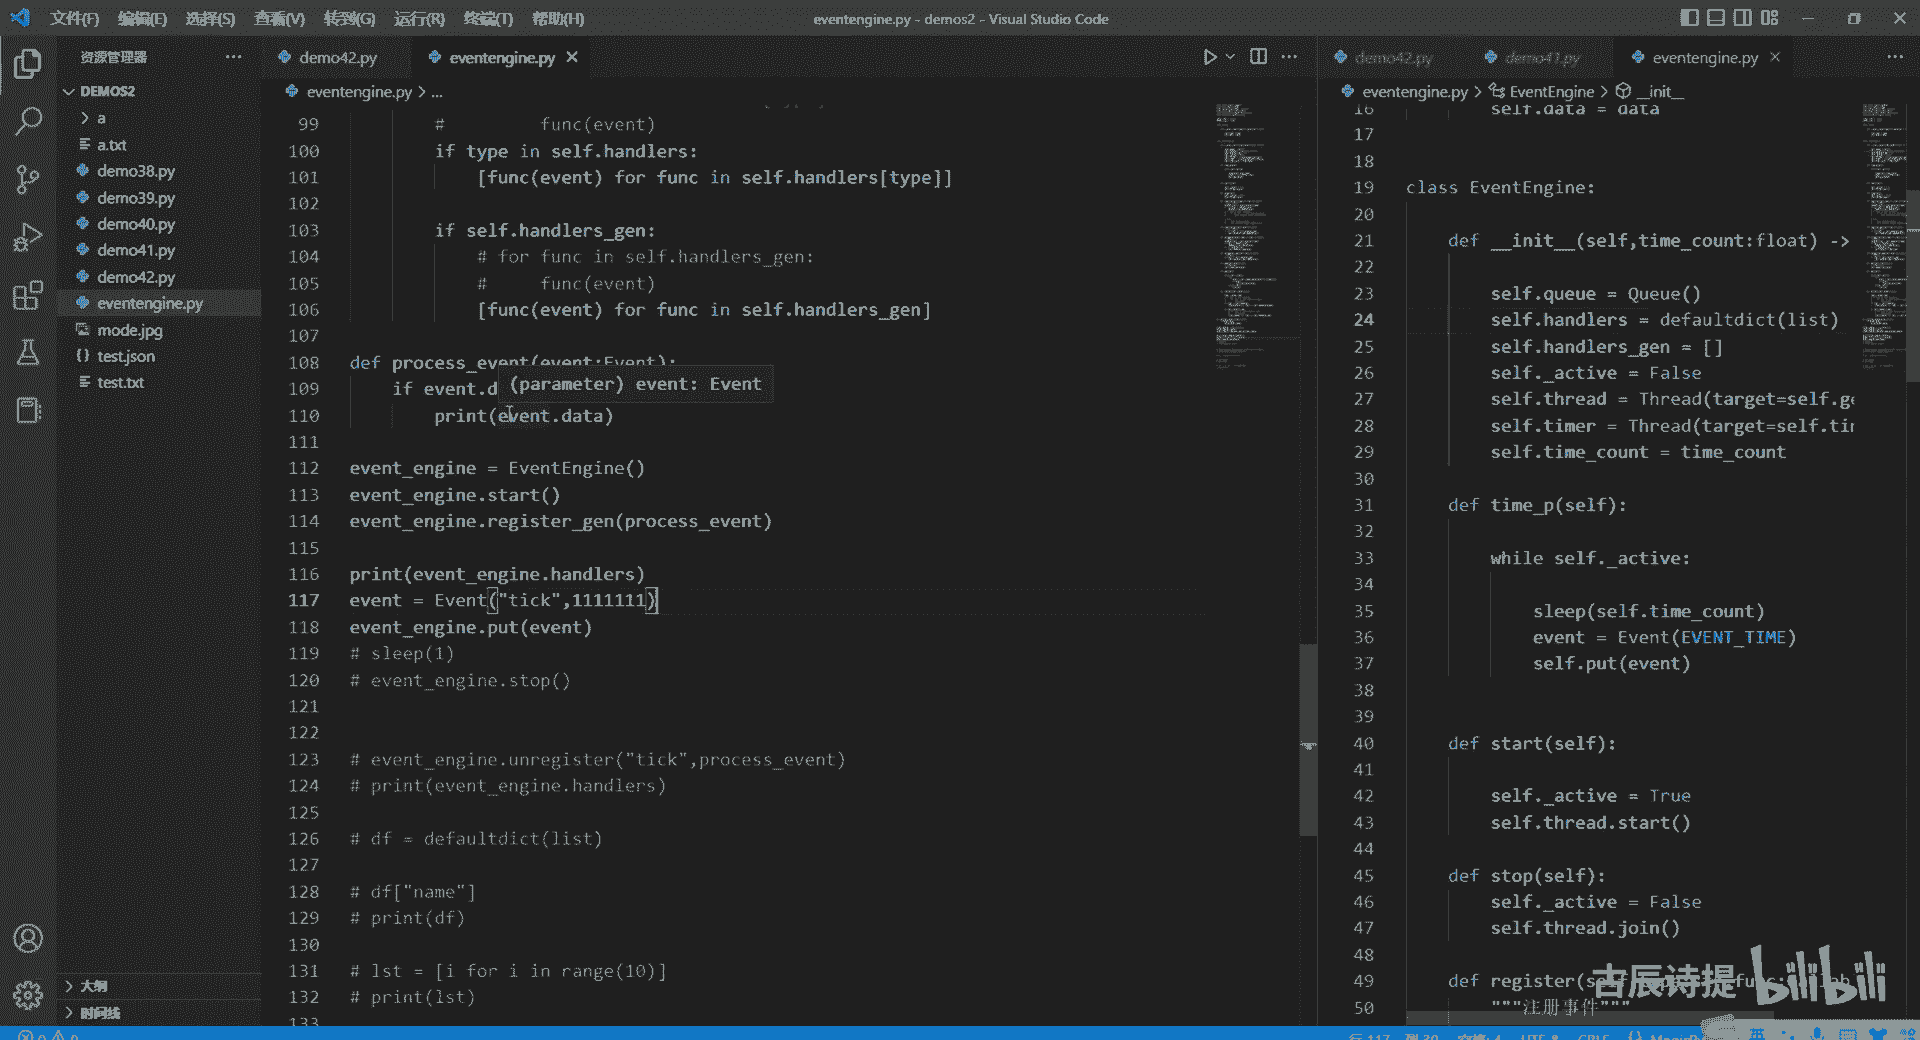 文件(F) 编辑(E) 选择(S) 查看(V) 转到(G) 运行(R) 终端(T) 帮助(H)
eventengine.py - demos2 - Visual Studio Code
资源管理器
DEMOS2
a
a.txt
demo38.py
demo39.py
demo40.py
demo41.py
demo42.py
eventengine.py
mode.jpg
test.json
test.txt
大纲
时间线
demo42.py
eventengine.py
eventengine.py > ...
99 # func(event)
100 if type in self.handlers:
101 [func(event) for func in self.handlers[type]]
102
103 if self.handlers_gen:
104 # for func in self.handlers_gen:
105 # func(event)
106 [func(event) for func in self.handlers_gen]
107
108 def process_event(event:Event):
109 if event.d
(parameter) event: Event
110 print(event.data)
111
112 event_engine = EventEngine()
113 event_engine.start()
114 event_engine.register_gen(process_event)
115
116 print(event_engine.handlers)
117 event = Event("tick",1111111)
118 event_engine.put(event)
119 # sleep(1)
120 # event_engine.stop()
121
122
123 # event_engine.unregister("tick",process_event)
124 # print(event_engine.handlers)
125
126 # df = defaultdict(list)
127
128 # df["name"]
129 # print(df)
130
131 # lst = [i for i in range(10)]
132 # print(lst)
133
demo42.py
demo41.py
eventengine.py
eventengine.py > EventEngine > __init__
16 self.data = data
17
18
19 class EventEngine:
20
21 def __init__(self,time_count:float) ->
22
23 self.queue = Queue()
24 self.handlers = defaultdict(list)
25 self.handlers_gen = []
26 self._active = False
27 self.thread = Thread(target=self.ge
28 self.timer = Thread(target=self.tim
29 self.time_count = time_count
30
31 def time_p(self):
32
33 while self._active:
34
35 sleep(self.time_count)
36 event = Event(EVENT_TIME)
37 self.put(event)
38
39
40 def start(self):
41
42 self._active = True
43 self.thread.start()
44
45 def stop(self):
46 self._active = False
47 self.thread.join()
48
49 def register(se
50 """注册事件"""
古辰诗提 bilibili
行 117